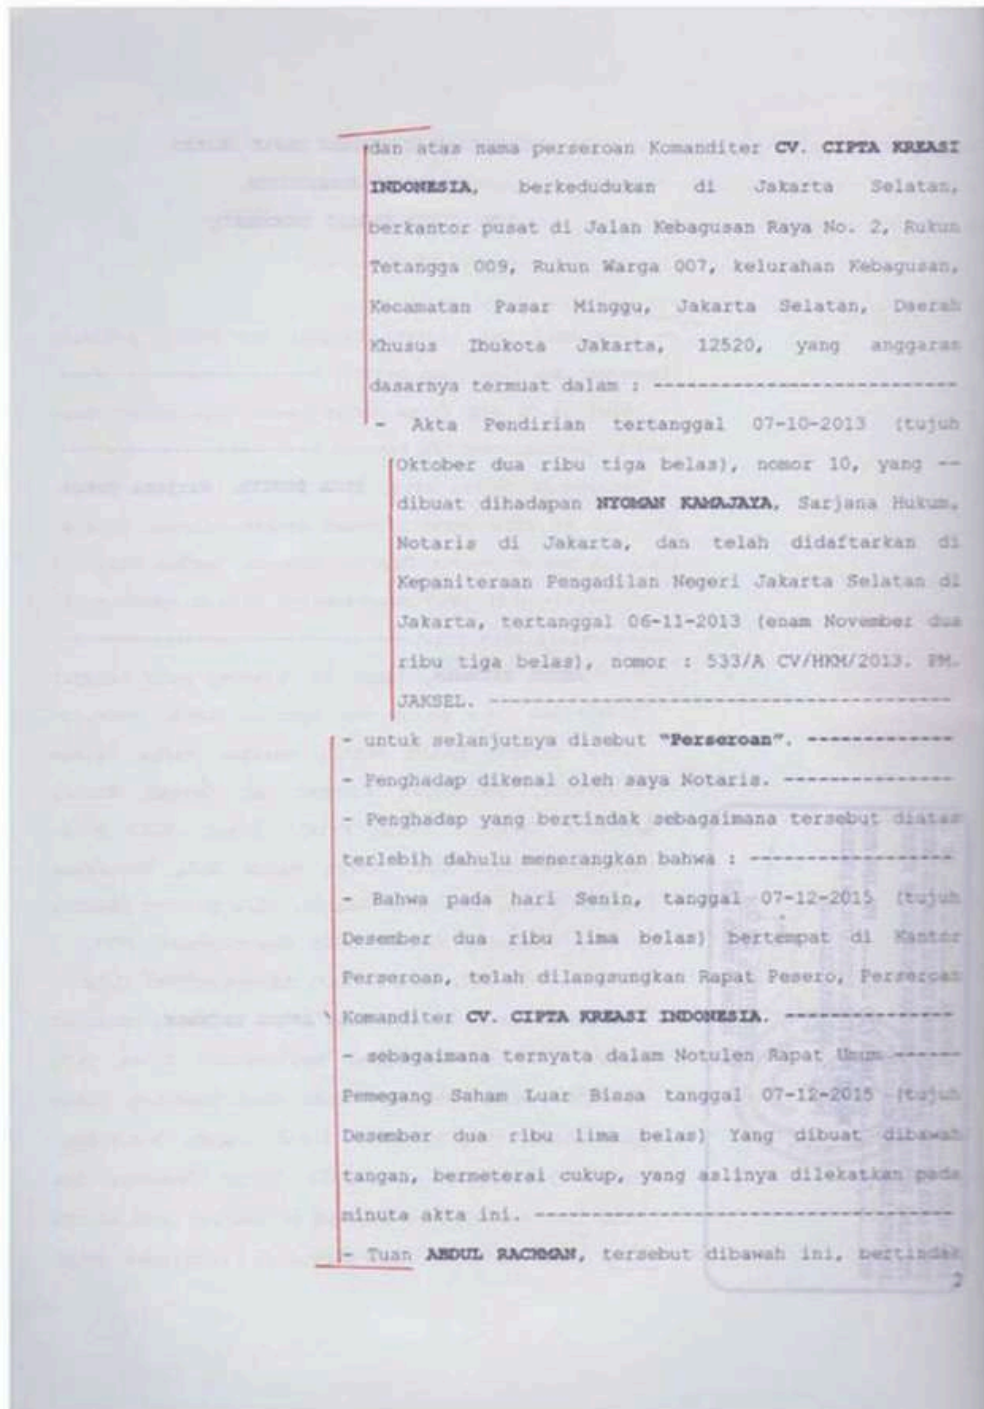 dan atas nama perseroan Komanditer CV. CIPTA KREASI
INDONESIA, berkedudukan di Jakarta Selatan,
berkantor pusat di Jalan Kebagusan Raya No. 2, Rukun
Tetangga 009, Rukun Warga 007, kelurahan Kebagusan,
Kecamatan Pasar Minggu, Jakarta Selatan, Daerah
Khusus Ibukota Jakarta, 12520, yang anggaran
dasarnya termuat dalam : ---------------------------
- Akta Pendirian tertanggal 07-10-2013 (tujuh
Oktober dua ribu tiga belas), nomor 10, yang --
dibuat dihadapan NYOMAN KAMAJAYA, Sarjana Hukum,
Notaris di Jakarta, dan telah didaftarkan di
Kepaniteraan Pengadilan Negeri Jakarta Selatan di
Jakarta, tertanggal 06-11-2013 (enam November dua
ribu tiga belas), nomor : 533/A CV/HKM/2013. PM.
JAKSEL. -----------------------------------------
- untuk selanjutnya disebut "Perseroan". -------------
- Penghadap dikenal oleh saya Notaris. ---------------
- Penghadap yang bertindak sebagaimana tersebut diatas
terlebih dahulu menerangkan bahwa : ------------------
- Bahwa pada hari Senin, tanggal 07-12-2015 (tujuh
Desember dua ribu lima belas) bertempat di Kantor
Perseroan, telah dilangsungkan Rapat Pesero, Perseroan
Komanditer CV. CIPTA KREASI INDONESIA. ---------------
- sebagaimana ternyata dalam Notulen Rapat Umum ------
Pemegang Saham Luar Biasa tanggal 07-12-2015 (tujuh
Desember dua ribu lima belas) Yang dibuat dibawah
tangan, bermeterai cukup, yang aslinya dilekatkan pada
minuta akta ini. -------------------------------------
- Tuan ABDUL RACHMAN, tersebut dibawah ini, bertindak
2